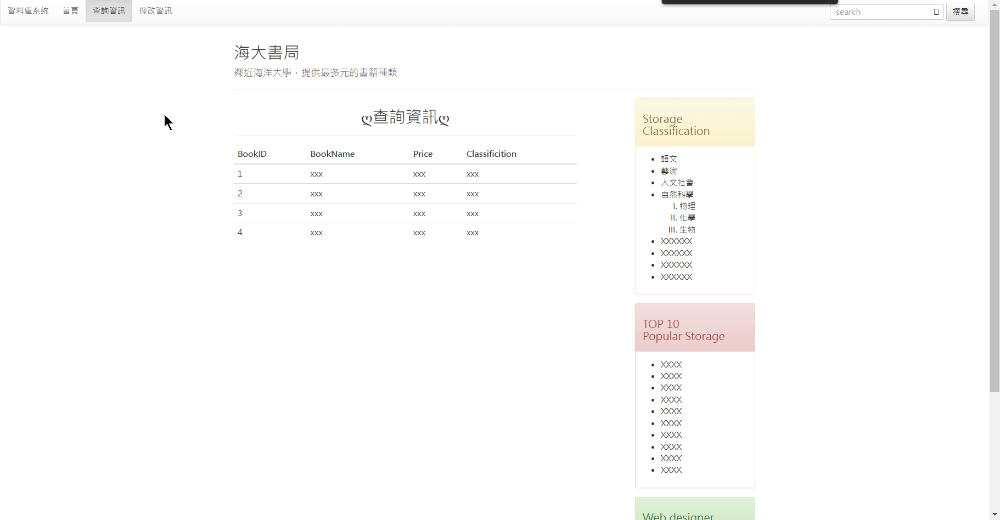 資料庫系統 首頁 查詢資訊 修改資訊 search 搜尋
海大書局
鄰近海洋大學，提供最多元的書籍種類
ღ查詢資訊ღ
BookID BookName Price Classificition
1 xxx xxx xxx
2 xxx xxx xxx
3 xxx xxx xxx
4 xxx xxx xxx
Storage
Classification
語文
藝術
人文社會
自然科學
I. 物理
II. 化學
III. 生物
XXXXXX
XXXXXX
XXXXXX
XXXXXX
TOP 10
Popular Storage
XXXX
XXXX
XXXX
XXXX
XXXX
XXXX
XXXX
XXXX
XXXX
XXXX
Web designer